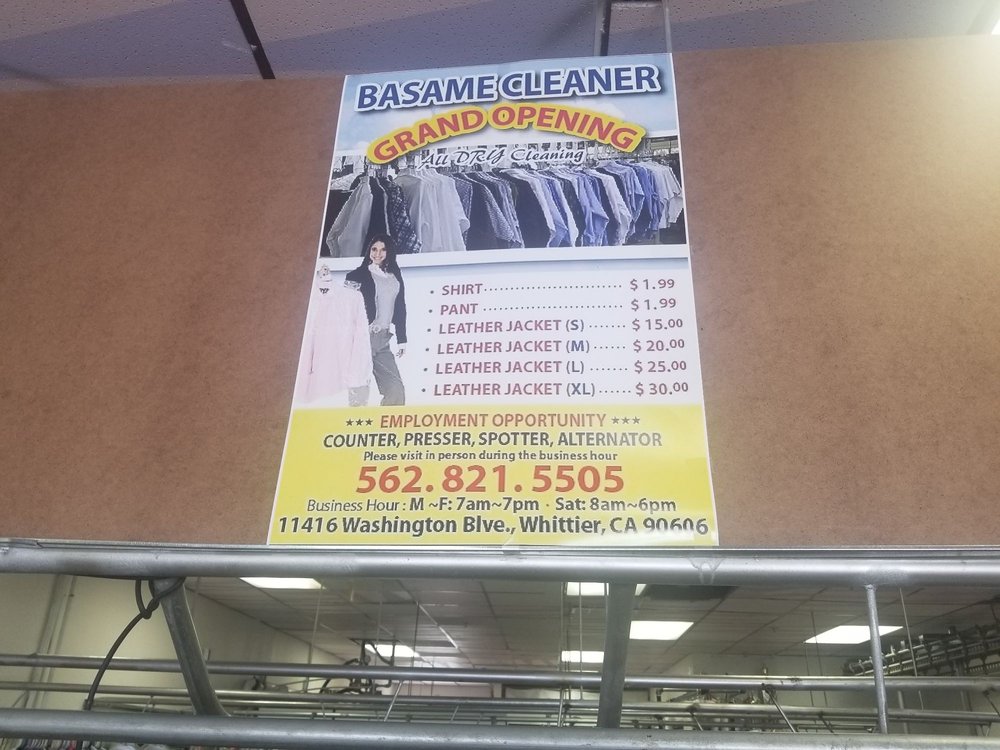 BASAME CLEANER
GRAND OPENING
All DRY Cleaning
• SHIRT ............................ $ 1.99
• PANT ............................ $ 1.99
• LEATHER JACKET (S) ....... $ 15.00
• LEATHER JACKET (M) ...... $ 20.00
• LEATHER JACKET (L) ....... $ 25.00
• LEATHER JACKET (XL) ...... $ 30.00
★★★ EMPLOYMENT OPPORTUNITY ★★★
COUNTER, PRESSER, SPOTTER, ALTERNATOR
Please visit in person during the business hour
562. 821. 5505
Business Hour : M ~F: 7am~7pm · Sat: 8am~6pm
11416 Washington Blve., Whittier, CA 90606